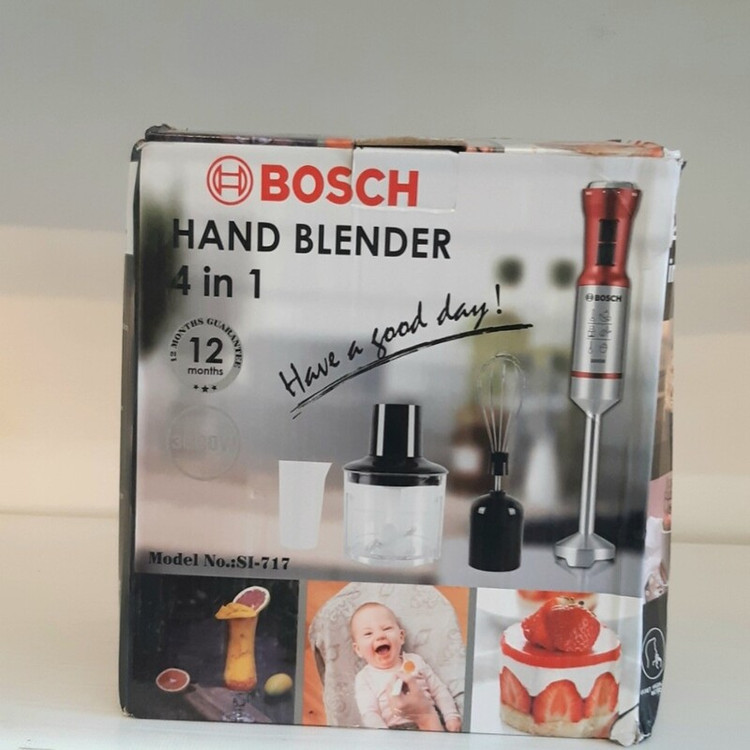 BOSCH
HAND BLENDER
4 in 1
12 MONTHS GUARANTEE
12
months
Have a good day!
BOSCH
Model No.:SI-717